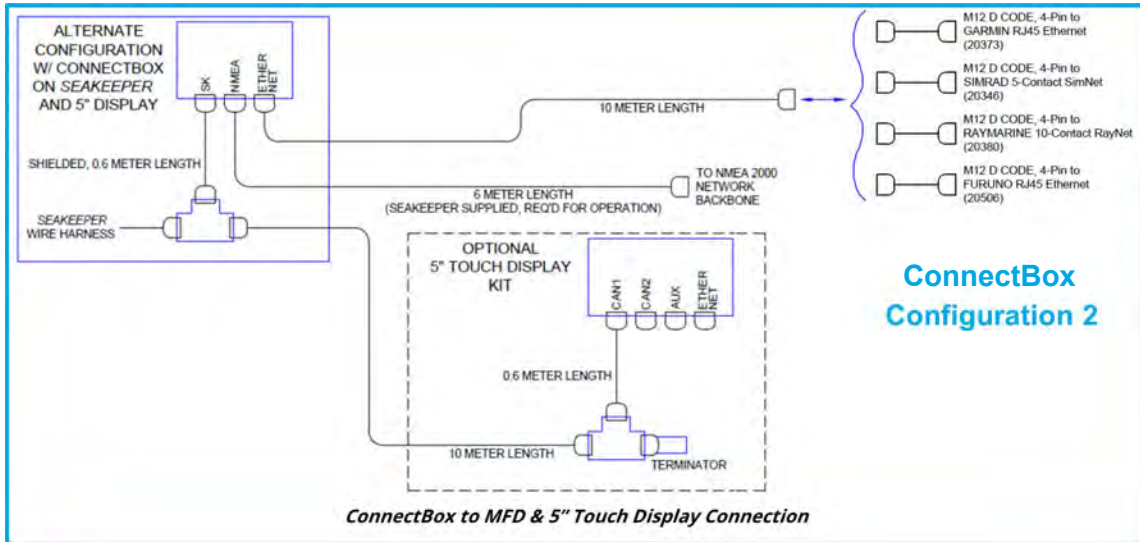 ALTERNATE
CONFIGURATION
W/ CONNECTBOX
ON SEAKEEPER
AND 5" DISPLAY
SK
NMEA
ETHER
NET
SHIELDED, 0.6 METER LENGTH
SEAKEEPER
WIRE HARNESS
10 METER LENGTH
6 METER LENGTH
(SEAKEEPER SUPPLIED, REQ'D FOR OPERATION)
TO NMEA 2000
NETWORK
BACKBONE
M12 D CODE, 4-Pin to
GARMIN RJ45 Ethernet
(20373)
M12 D CODE, 4-Pin to
SIMRAD 5-Contact SimNet
(20346)
M12 D CODE, 4-Pin to
RAYMARINE 10-Contact RayNet
(20380)
M12 D CODE, 4-Pin to
FURUNO RJ45 Ethernet
(20506)
OPTIONAL
5" TOUCH DISPLAY
KIT
CAN1
CAN2
AUX
ETHER
NET
0.6 METER LENGTH
10 METER LENGTH
TERMINATOR
ConnectBox
Configuration 2
ConnectBox to MFD & 5” Touch Display Connection